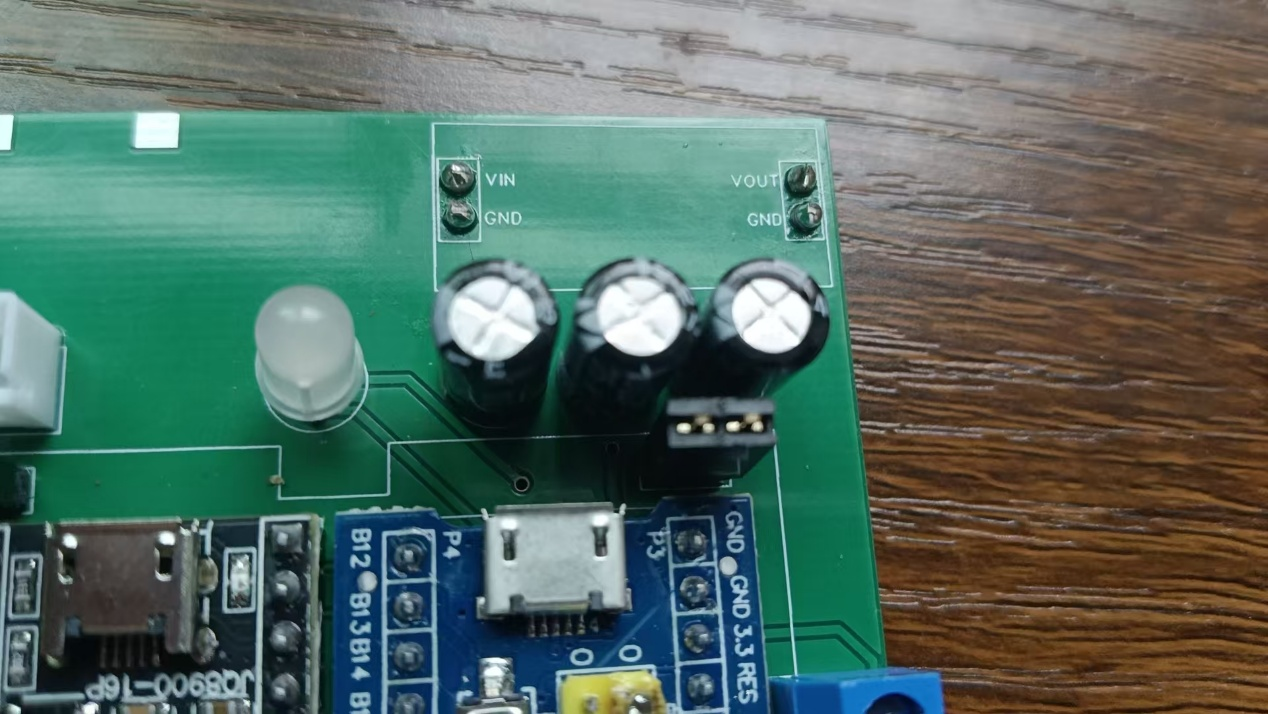 VIN
VOUT
GND
GND
B12
P4
P3
GND
B13
GND
B14
3.3
RES
JQ8900-16P